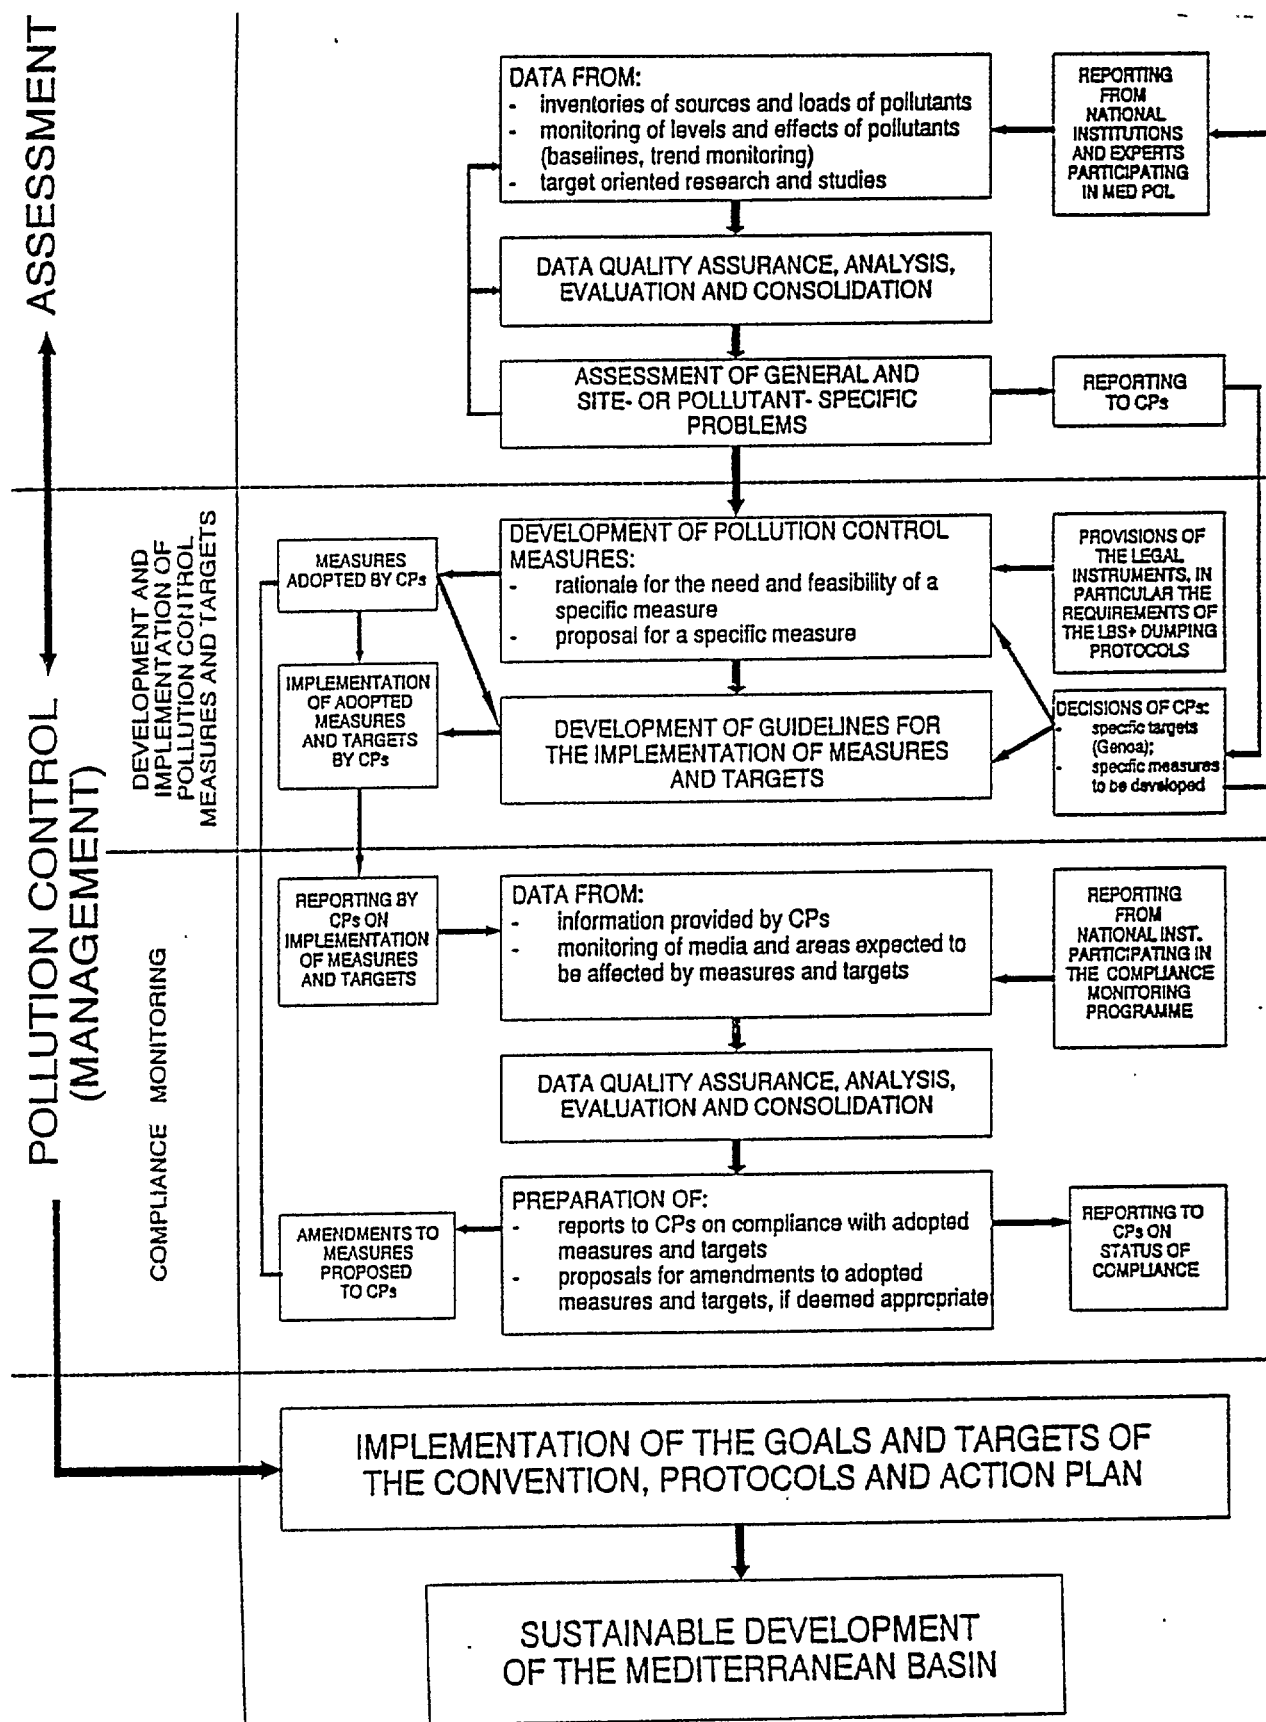 ASSESSMENT
DATA FROM:
- inventories of sources and loads of pollutants
- monitoring of levels and effects of pollutants
(baselines, trend monitoring)
- target oriented research and studies
REPORTING
FROM
NATIONAL
INSTITUTIONS
AND EXPERTS
PARTICIPATING
IN MED POL
DATA QUALITY ASSURANCE, ANALYSIS,
EVALUATION AND CONSOLIDATION
ASSESSMENT OF GENERAL AND
SITE- OR POLLUTANT- SPECIFIC
PROBLEMS
REPORTING
TO CPs
POLLUTION CONTROL
(MANAGEMENT)
DEVELOPMENT AND
IMPLEMENTATION OF
POLLUTION CONTROL
MEASURES AND TARGETS
MEASURES
ADOPTED BY CPs
DEVELOPMENT OF POLLUTION CONTROL
MEASURES:
- rationale for the need and feasibility of a
specific measure
- proposal for a specific measure
PROVISIONS OF
THE LEGAL
INSTRUMENTS, IN
PARTICULAR THE
REQUIREMENTS OF
THE LBS+ DUMPING
PROTOCOLS
IMPLEMENTATION
OF ADOPTED
MEASURES
AND TARGETS
BY CPs
DEVELOPMENT OF GUIDELINES FOR
THE IMPLEMENTATION OF MEASURES
AND TARGETS
DECISIONS OF CPs:
- specific targets
(Genoa);
- specific measures
to be developed
COMPLIANCE MONITORING
REPORTING BY
CPs ON
IMPLEMENTATION
OF MEASURES
AND TARGETS
DATA FROM:
- information provided by CPs
- monitoring of media and areas expected to
be affected by measures and targets
REPORTING
FROM
NATIONAL INST.
PARTICIPATING IN
THE COMPLIANCE
MONITORING
PROGRAMME
DATA QUALITY ASSURANCE, ANALYSIS,
EVALUATION AND CONSOLIDATION
AMENDMENTS TO
MEASURES
PROPOSED
TO CPs
PREPARATION OF:
- reports to CPs on compliance with adopted
measures and targets
- proposals for amendments to adopted
measures and targets, if deemed appropriate
REPORTING TO
CPs ON
STATUS OF
COMPLIANCE
IMPLEMENTATION OF THE GOALS AND TARGETS OF
THE CONVENTION, PROTOCOLS AND ACTION PLAN
SUSTAINABLE DEVELOPMENT
OF THE MEDITERRANEAN BASIN